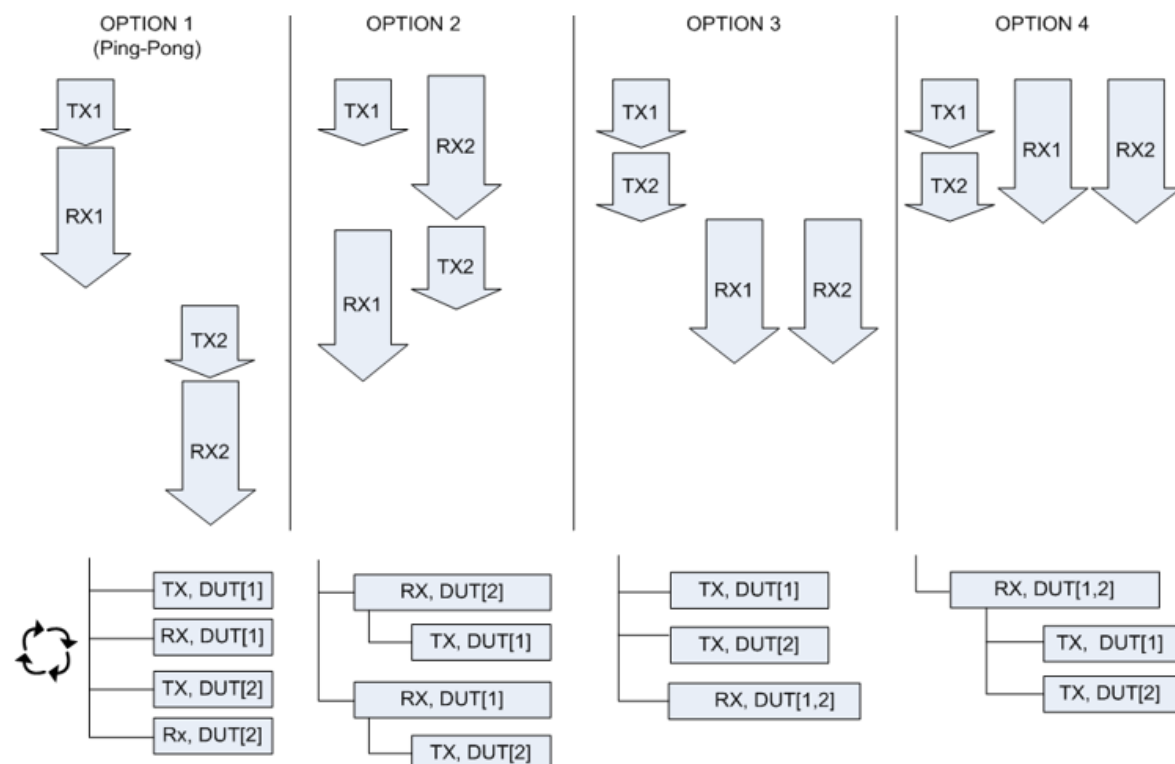 OPTION 1
(Ping-Pong)
TX1
RX1
TX2
RX2
TX, DUT[1]
RX, DUT[1]
TX, DUT[2]
Rx, DUT[2]
OPTION 2
TX1
RX2
TX2
RX1
RX, DUT[2]
TX, DUT[1]
RX, DUT[1]
TX, DUT[2]
OPTION 3
TX1
TX2
RX1
RX2
TX, DUT[1]
TX, DUT[2]
RX, DUT[1,2]
OPTION 4
TX1
RX1
RX2
TX2
RX, DUT[1,2]
TX, DUT[1]
TX, DUT[2]